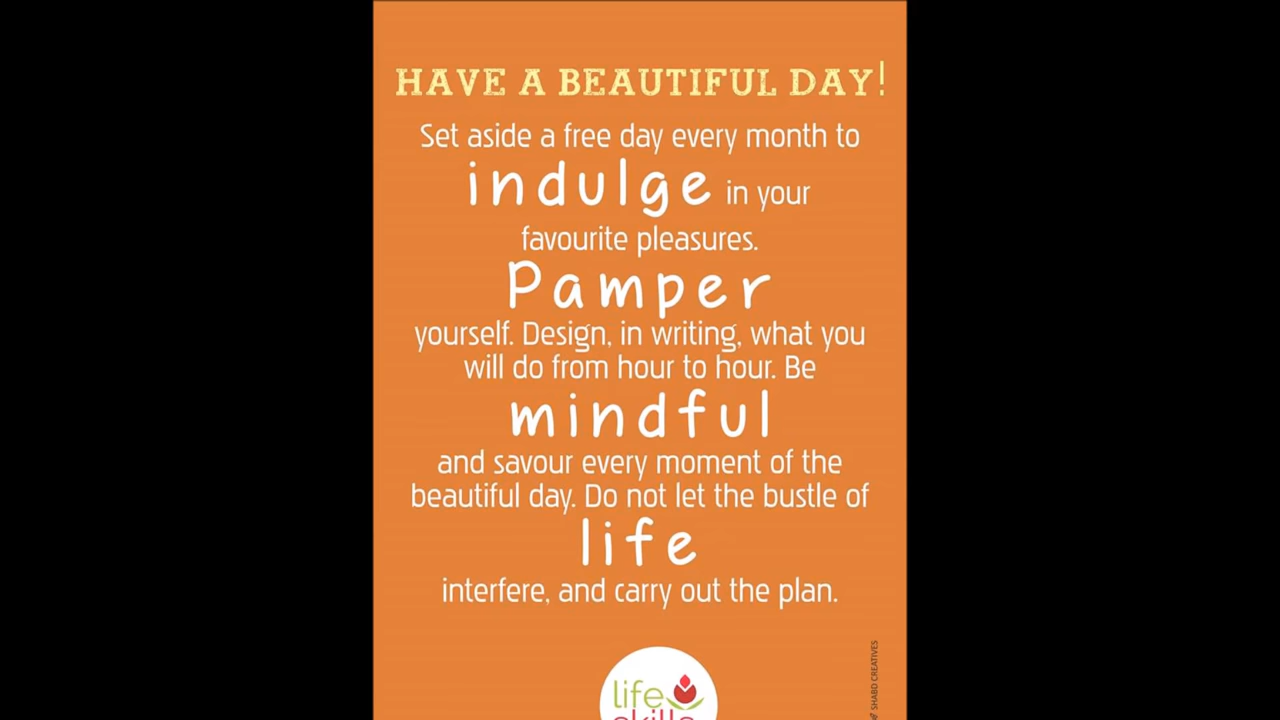 HAVE A BEAUTIFUL DAY!
Set aside a free day every month to
indulge in your
favourite pleasures.
Pamper
yourself. Design, in writing, what you
will do from hour to hour. Be
mindful
and savour every moment of the
beautiful day. Do not let the bustle of
life
interfere, and carry out the plan.
life
skills
SHABD CREATIVES